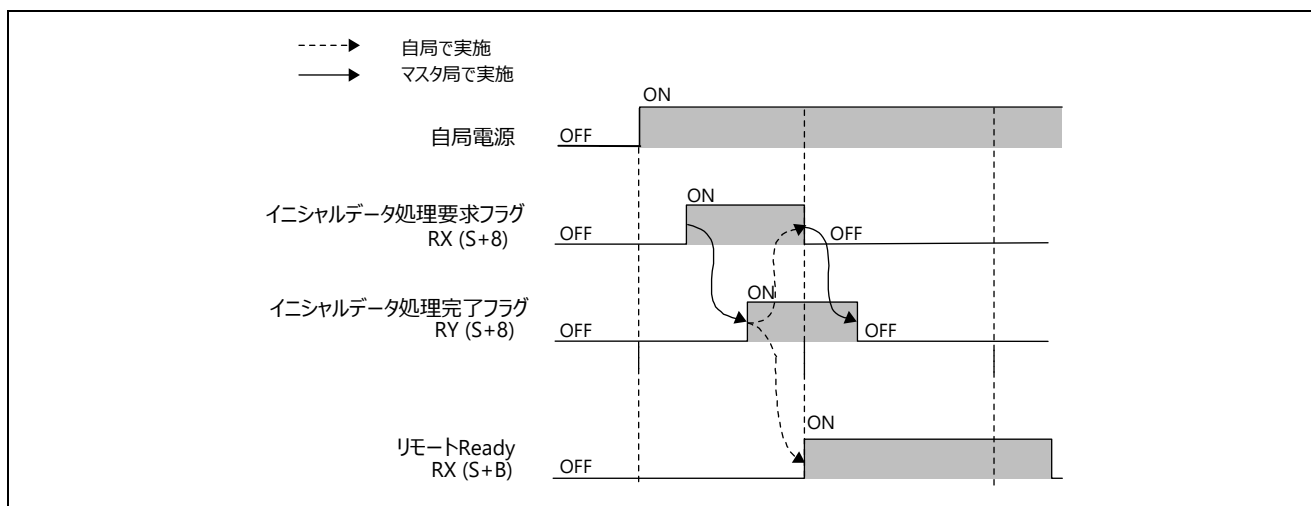 自局で実施
マスタ局で実施
ON
自局電源
OFF
ON
イニシャルデータ処理要求フラグ
RX (S+8)
OFF
OFF
ON
イニシャルデータ処理完了フラグ
RY (S+8)
OFF
OFF
ON
リモートReady
RX (S+B)
OFF